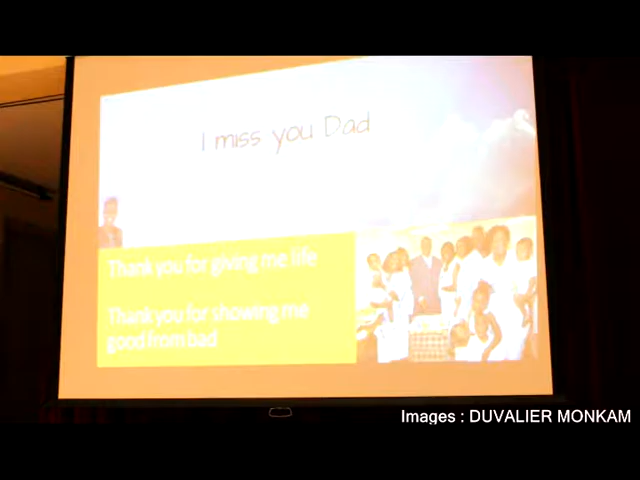 I miss you Dad
Thank you for giving me life
Thank you for showing me
good from bad
Images : DUVALIER MONKAM